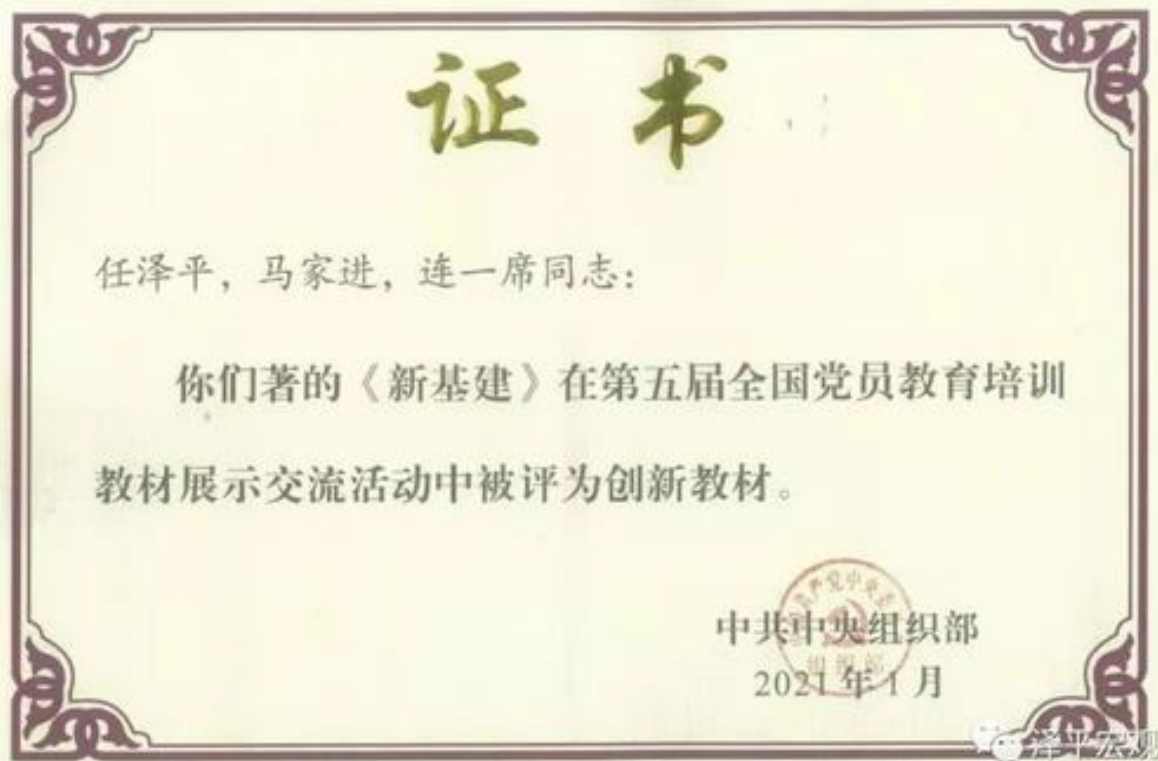 证书
任泽平，马家进，连一席同志：
你们著的《新基建》在第五届全国党员教育培训
教材展示交流活动中被评为创新教材。
中共中央组织部
2021年1月
组织部
泽平宏观